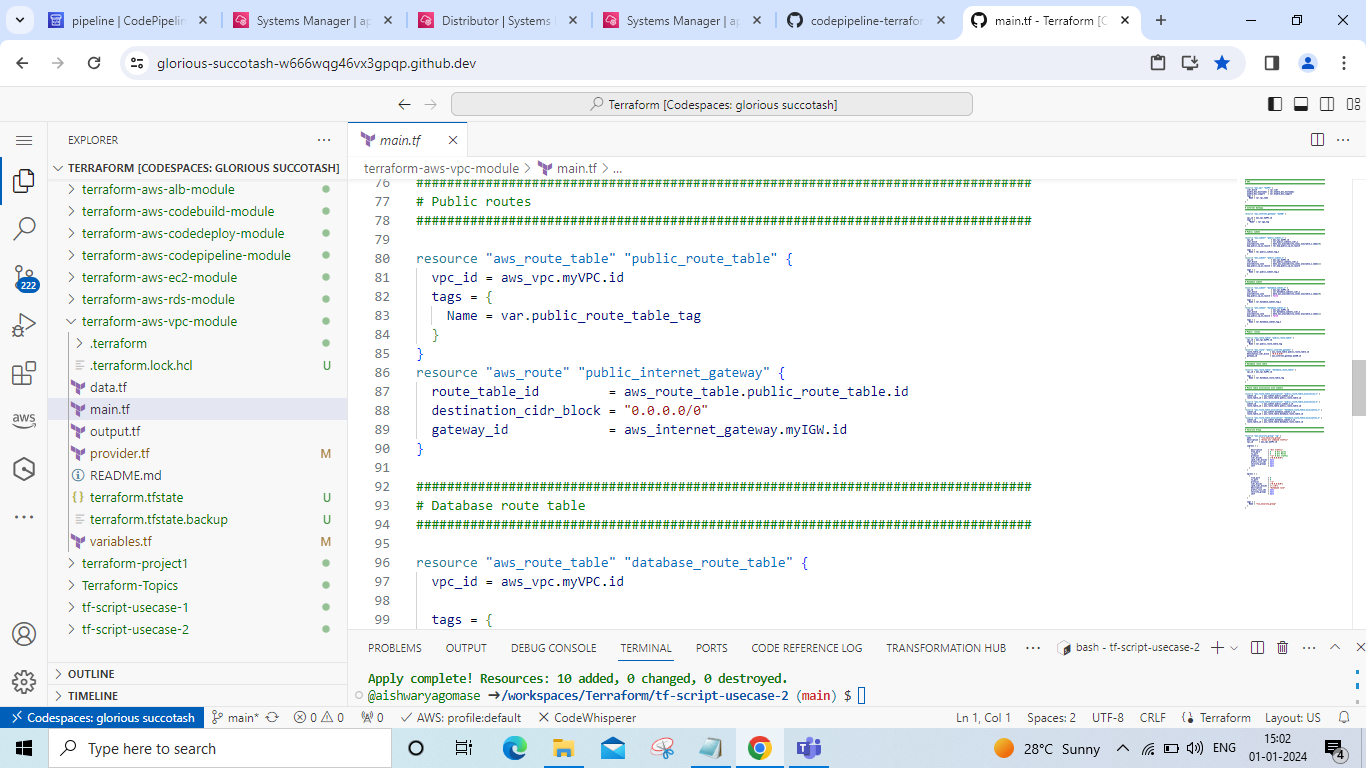 pipeline | CodePipelin
Systems Manager | ap
Distributor | Systems
Systems Manager | ap
codepipeline-terrafor
main.tf - Terraform [C
glorious-succotash-w666wqg46vx3gpqp.github.dev
Terraform [Codespaces: glorious succotash]
EXPLORER
main.tf
TERRAFORM [CODESPACES: GLORIOUS SUCCOTASH]
terraform-aws-vpc-module > main.tf > ...
terraform-aws-alb-module
terraform-aws-codebuild-module
terraform-aws-codedeploy-module
terraform-aws-codepipeline-module
terraform-aws-ec2-module
terraform-aws-rds-module
terraform-aws-vpc-module
.terraform
.terraform.lock.hcl U
data.tf
main.tf
output.tf
provider.tf M
README.md
terraform.tfstate U
terraform.tfstate.backup U
variables.tf M
terraform-project1
Terraform-Topics
tf-script-usecase-1
tf-script-usecase-2
OUTLINE
TIMELINE
222
aws
76 ################################################################################
77 # Public routes
78 ################################################################################
79
80 resource "aws_route_table" "public_route_table" {
81 vpc_id = aws_vpc.myVPC.id
82 tags = {
83 Name = var.public_route_table_tag
84 }
85 }
86 resource "aws_route" "public_internet_gateway" {
87 route_table_id = aws_route_table.public_route_table.id
88 destination_cidr_block = "0.0.0.0/0"
89 gateway_id = aws_internet_gateway.myIGW.id
90 }
91
92 ################################################################################
93 # Database route table
94 ################################################################################
95
96 resource "aws_route_table" "database_route_table" {
97 vpc_id = aws_vpc.myVPC.id
98
99 tags = {
PROBLEMS OUTPUT DEBUG CONSOLE TERMINAL PORTS CODE REFERENCE LOG TRANSFORMATION HUB ... bash - tf-script-usecase-2
Apply complete! Resources: 10 added, 0 changed, 0 destroyed.
@aishwaryagomase ➜/workspaces/Terraform/tf-script-usecase-2 (main) $
Codespaces: glorious succotash main* 0 0 0 AWS: profile:default CodeWhisperer Ln 1, Col 1 Spaces: 2 UTF-8 CRLF Terraform Layout: US
Type here to search
28°C Sunny
ENG
15:02
01-01-2024
4